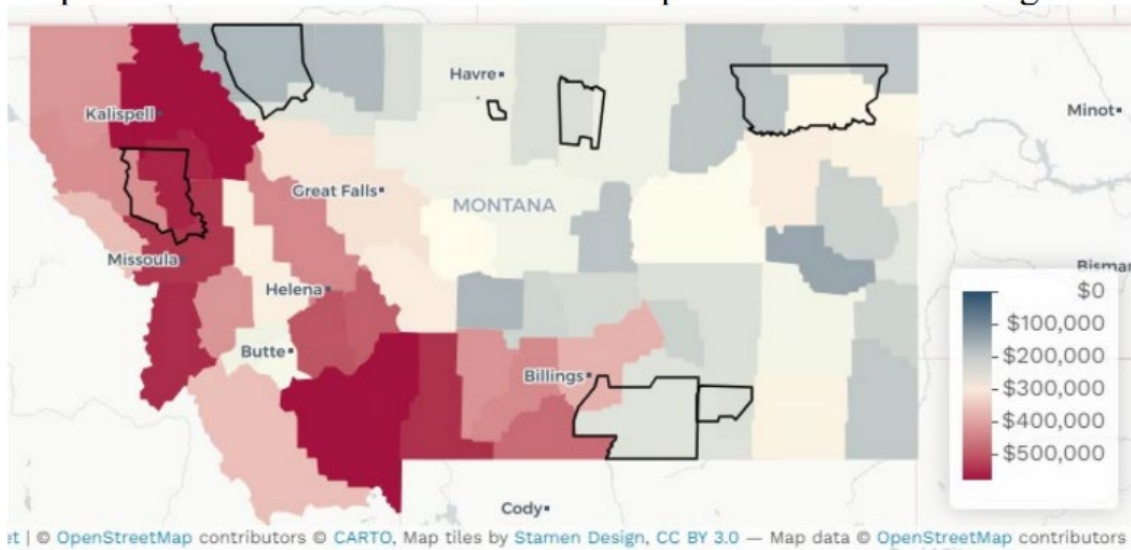 Havre
Kalispell
Minot
Great Falls
MONTANA
Missoula
Bismar
Helena
$0
$100,000
Butte
$200,000
$300,000
Billings
$400,000
$500,000
Cody
et | © OpenStreetMap contributors © CARTO, Map tiles by Stamen Design, CC BY 3.0 — Map data © OpenStreetMap contributors